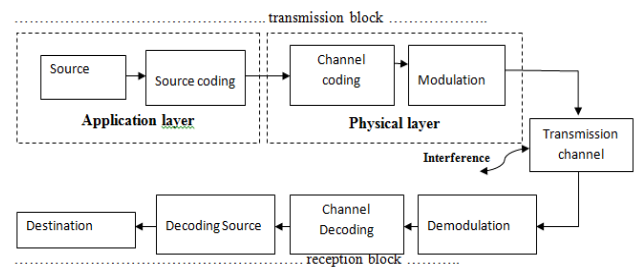 transmission block
Source
Source coding
Channel
coding
Modulation
Application layer
Physical layer
Transmission
channel
Interference
Destination
Decoding Source
Channel
Decoding
Demodulation
reception block